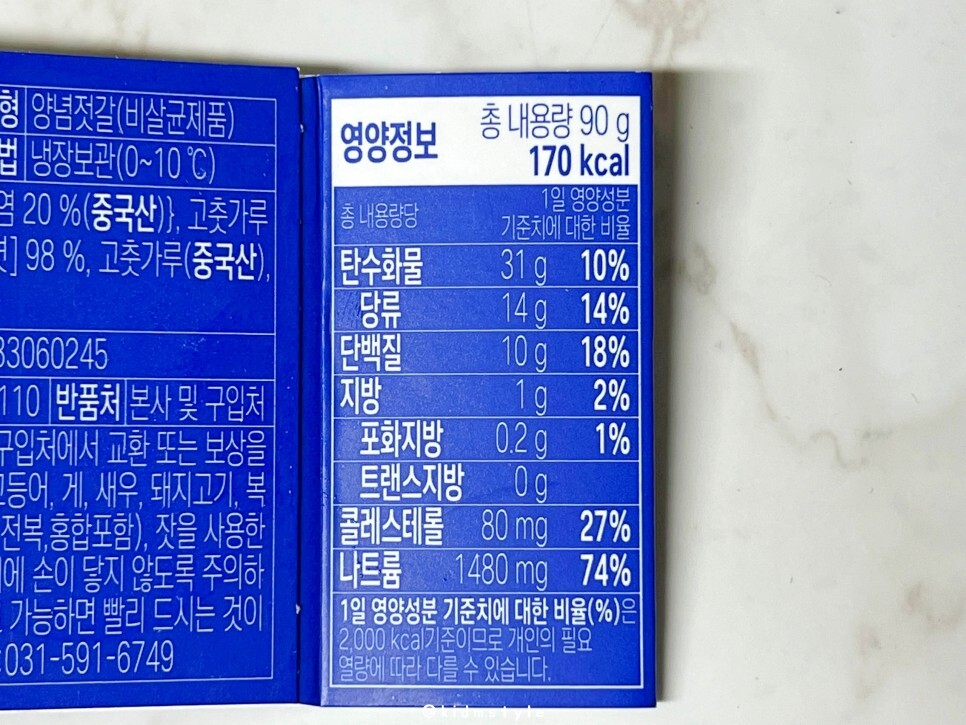 형 양념젓갈(비살균제품)
법 냉장보관(0~10 ℃)
염 20 %(중국산)}, 고춧가루
] 98 %, 고춧가루(중국산),
33060245
110 반품처 본사 및 구입처
구입처에서 교환 또는 보상을
고등어, 게, 새우, 돼지고기, 복
전복,홍합포함), 잣을 사용한
에 손이 닿지 않도록 주의하
가능하면 빨리 드시는 것이
:031-591-6749
영양정보 총 내용량 90 g
170 kcal
총 내용량당 1일 영양성분
기준치에 대한 비율
탄수화물 31 g 10%
당류 14 g 14%
단백질 10 g 18%
지방 1 g 2%
포화지방 0.2 g 1%
트랜스지방 0 g
콜레스테롤 80 mg 27%
나트륨 1480 mg 74%
1일 영양성분 기준치에 대한 비율(%)은
2,000 kcal기준이므로 개인의 필요
열량에 따라 다를 수 있습니다.
@kidmstyle